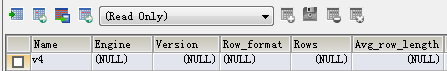 (Read Only)
Name Engine Version Row_format Rows Avg_row_length
v4 (NULL) (NULL) (NULL) (NULL) (NULL)